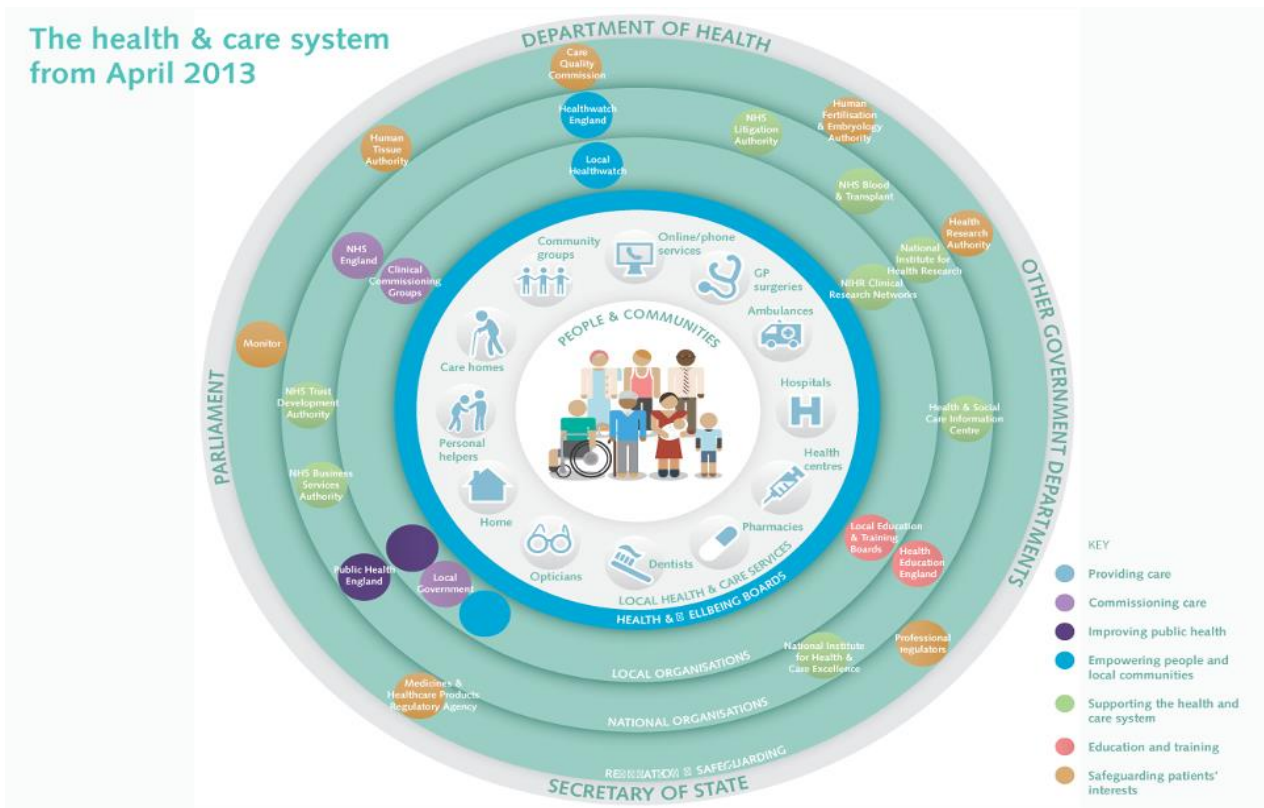 The health & care system
from April 2013
DEPARTMENT OF HEALTH
Care
Quality
Commission
Healthwatch
England
Local
Healthwatch
Human
Tissue
Authority
NHS
Litigation
Authority
Human
Fertilisation
& Embryology
Authority
NHS Blood
& Transplant
Health
Research
Authority
National
Institute for
Health Research
NIHR Clinical
Research Networks
NHS
England
Clinical
Commissioning
Groups
Community
groups
Online/phone
services
GP
surgeries
Ambulances
PEOPLE & COMMUNITIES
Monitor
Care homes
Hospitals
PARLIAMENT
OTHER GOVERNMENT DEPARTMENTS
NHS Trust
Development
Authority
Health & Social
Care Information
Centre
H
Personal
helpers
Health
centres
NHS Business
Services
Authority
Home
Pharmacies
Opticians
Dentists
LOCAL HEALTH & CARE SERVICES
HEALTH & ELLBEING BOARDS
Local Education
& Training
Boards
Health
Education
England
Public Health
England
Local
Government
Professional
regulators
National Institute
for Health &
Care Excellence
LOCAL ORGANISATIONS
Medicines &
Healthcare Products
Regulatory Agency
NATIONAL ORGANISATIONS
SAFEGUARDING
SECRETARY OF STATE
KEY
Providing care
Commissioning care
Improving public health
Empowering people and
local communities
Supporting the health and
care system
Education and training
Safeguarding patients'
interests